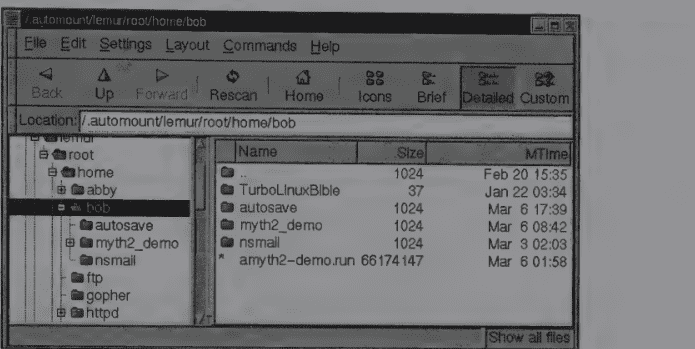 /.automount/lemur/root/home/bob
File Edit Settings Layout Commands Help
Back Up Forward Rescan Home Icons Brief Detailed Custom
Location: /.automount/lemur/root/home/bob
lemur
root
home
abby
bob
autosave
myth2_demo
nsmail
ftp
gopher
httpd
Name Size MTime
.. 1024 Feb 20 15:35
TurboLinuxBible 37 Jan 22 03:34
autosave 1024 Mar 6 17:39
myth2_demo 1024 Mar 6 08:42
nsmail 1024 Mar 3 02:03
* amyth2-demo.run 66174147 Mar 6 01:58
Show all files